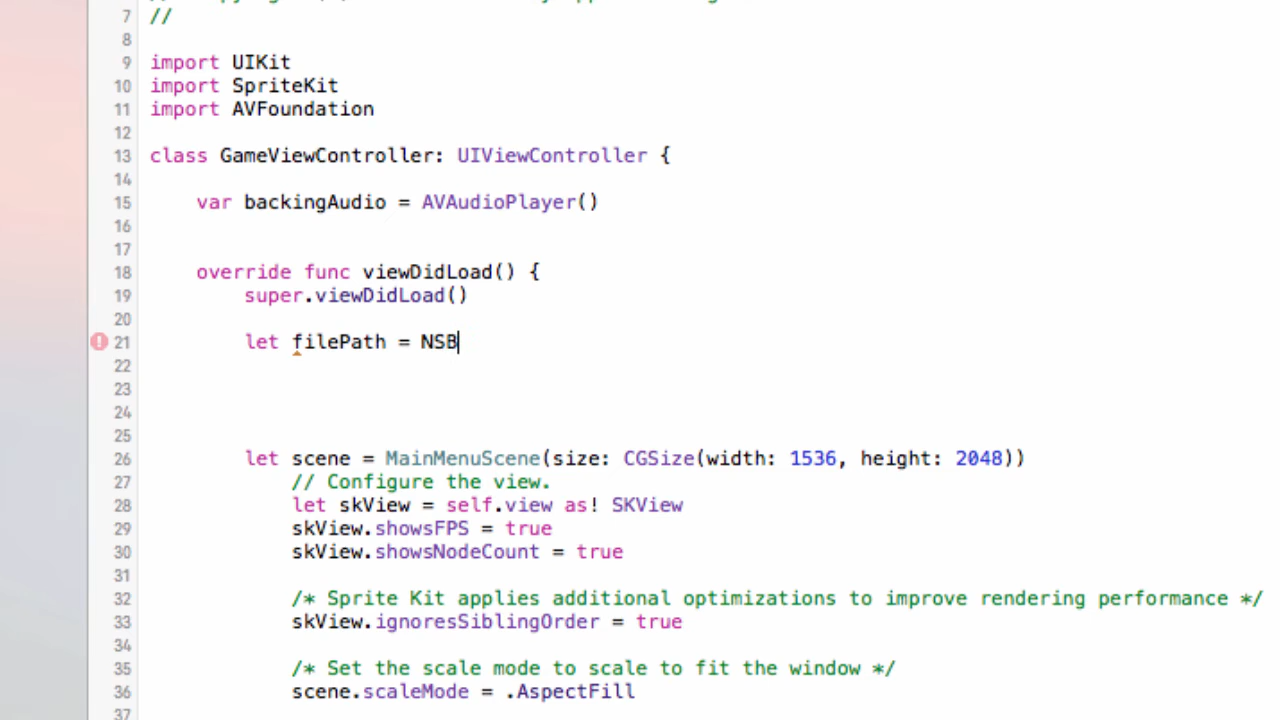 7 //
8
9 import UIKit
10 import SpriteKit
11 import AVFoundation
12
13 class GameViewController: UIViewController {
14
15 var backingAudio = AVAudioPlayer()
16
17
18 override func viewDidLoad() {
19 super.viewDidLoad()
20
21 let filePath = NSB
22
23
24
25
26 let scene = MainMenuScene(size: CGSize(width: 1536, height: 2048))
27 // Configure the view.
28 let skView = self.view as! SKView
29 skView.showsFPS = true
30 skView.showsNodeCount = true
31
32 /* Sprite Kit applies additional optimizations to improve rendering performance */
33 skView.ignoresSiblingOrder = true
34
35 /* Set the scale mode to scale to fit the window */
36 scene.scaleMode = .AspectFill
37